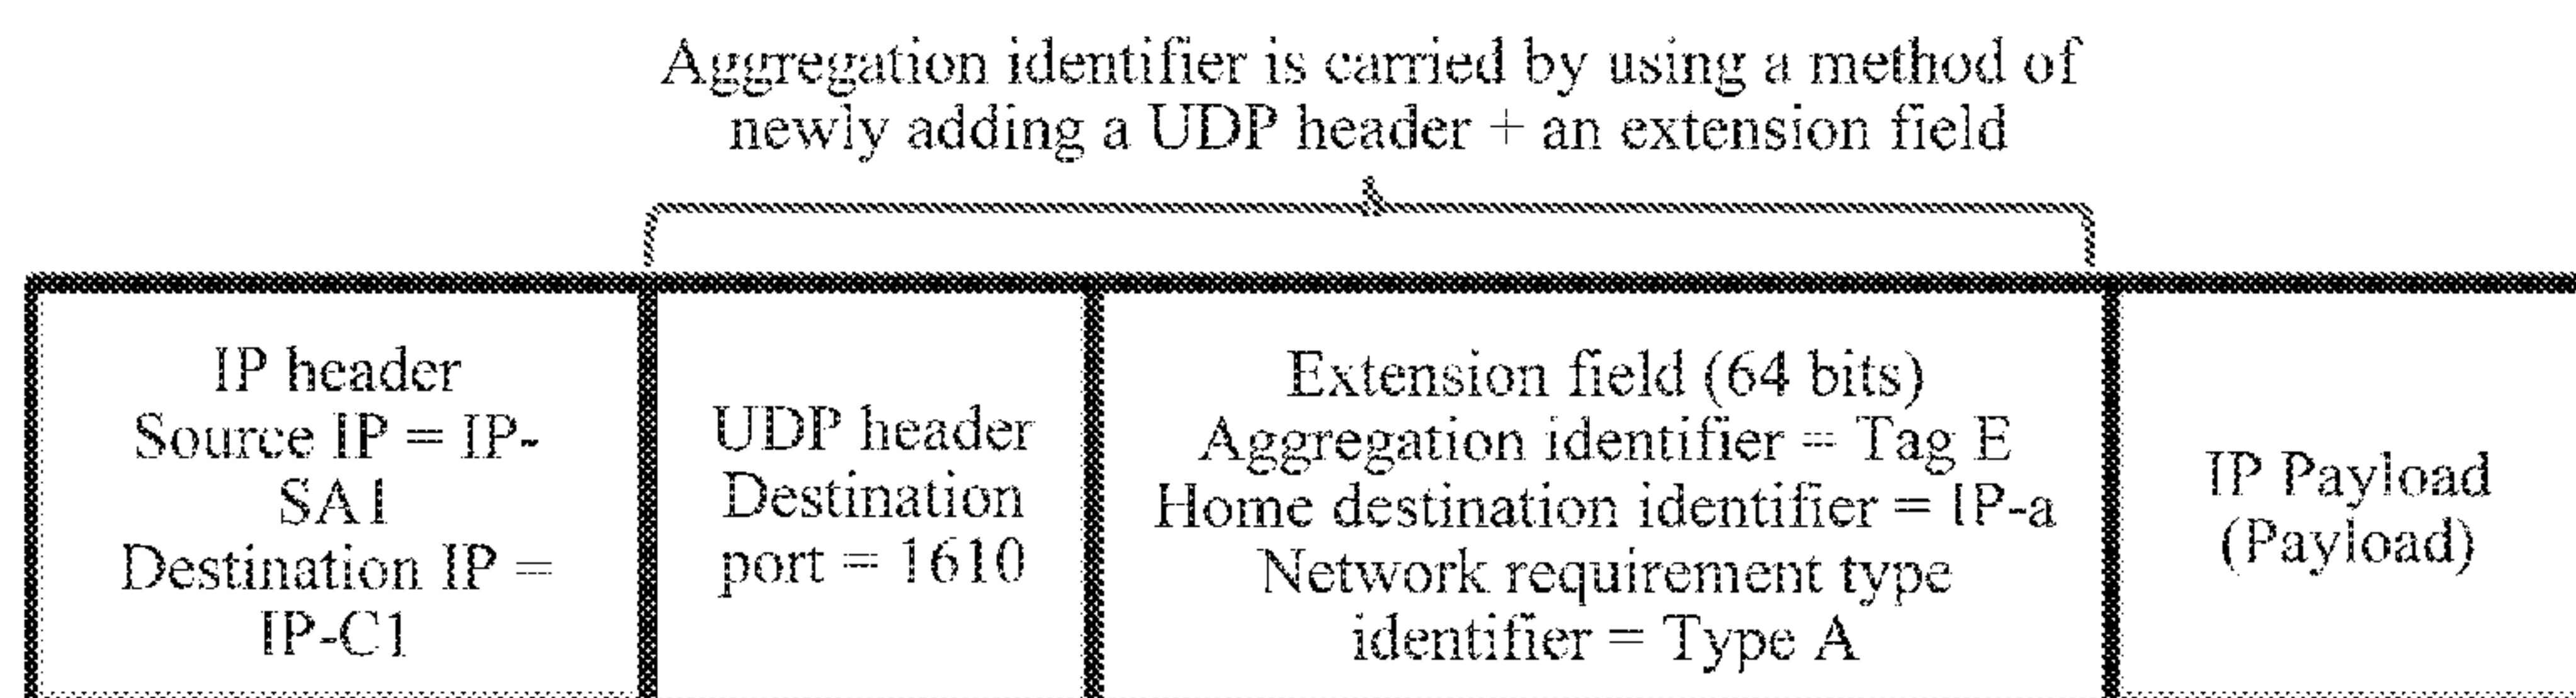 Aggregation identifier is carried by using a method of
newly adding a UDP header + an extension field
IP header
Source IP = IP-
SA1
Destination IP =
IP-C1
UDP header
Destination
port = 1610
Extension field (64 bits)
Aggregation identifier = Tag E
Home destination identifier = IP-a
Network requirement type
identifier = Type A
IP Payload
(Payload)